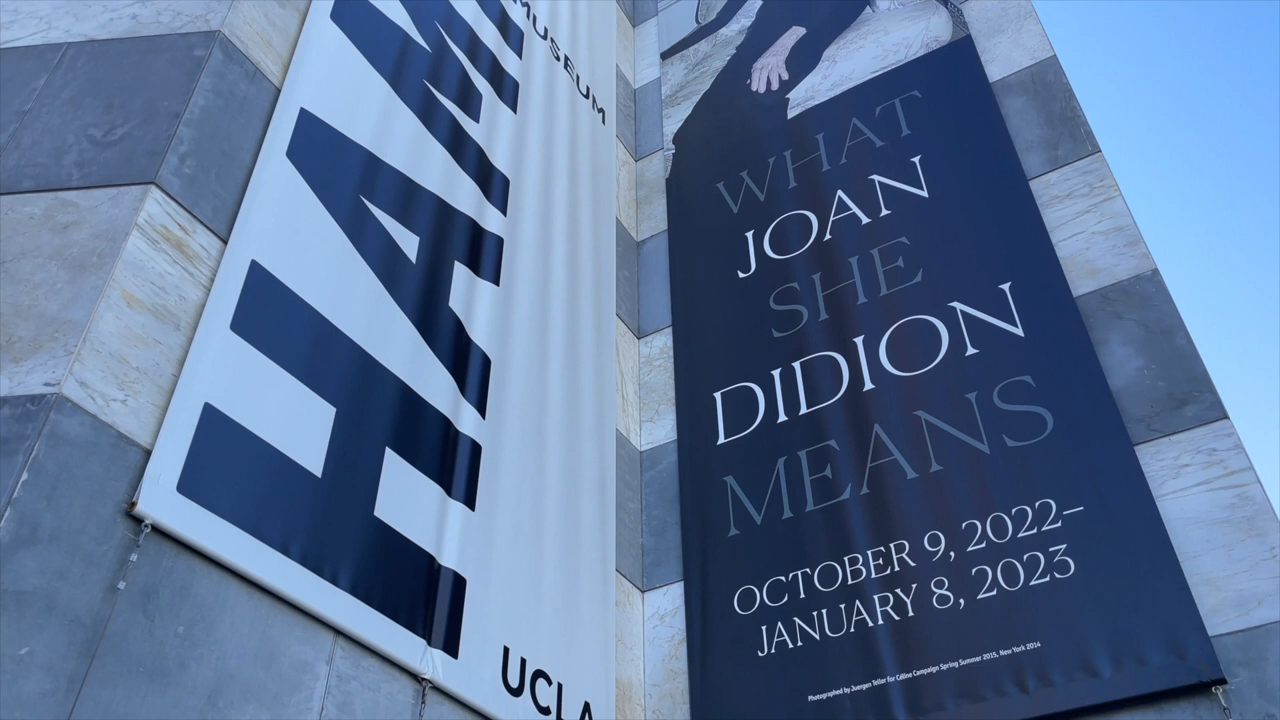 HAM
MUSEUM
UCLA
WHAT
JOAN
SHE
DIDION
MEANS
OCTOBER 9, 2022–
JANUARY 8, 2023
Photographed by Juergen Teller for Céline Campaign Spring Summer 2015, New York 2014